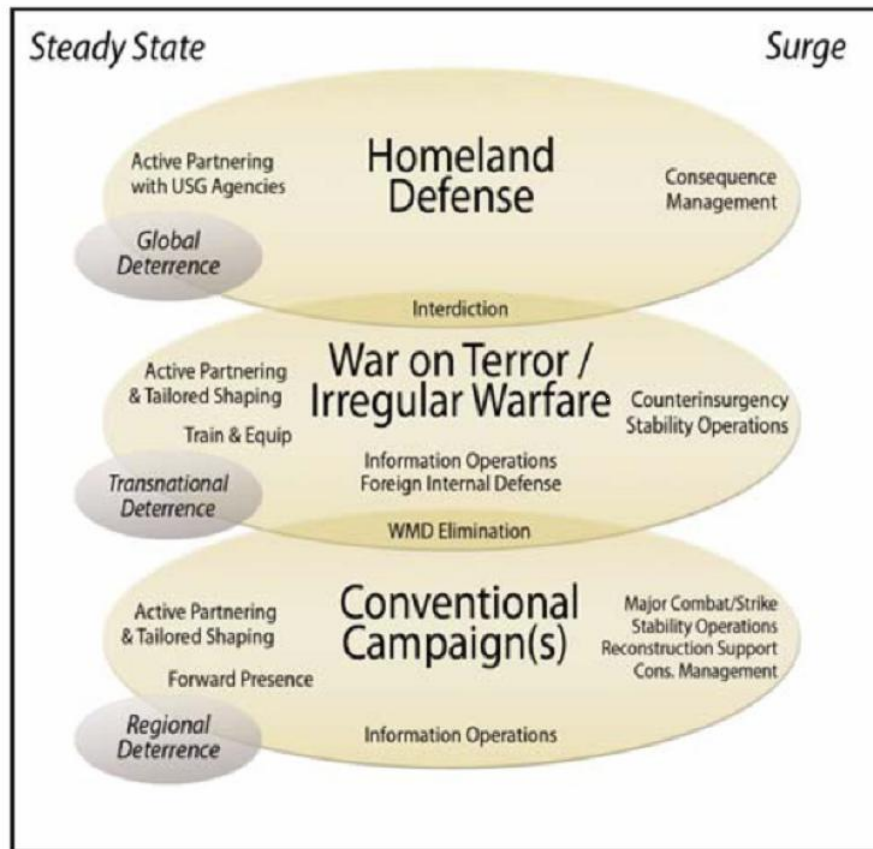 Steady State
Surge
Homeland
Defense
Active Partnering
with USG Agencies
Consequence
Management
Global
Deterrence
Interdiction
War on Terror /
Irregular Warfare
Active Partnering
& Tailored Shaping
Train & Equip
Counterinsurgency
Stability Operations
Information Operations
Foreign Internal Defense
Transnational
Deterrence
WMD Elimination
Conventional
Campaign(s)
Active Partnering
& Tailored Shaping
Forward Presence
Major Combat/Strike
Stability Operations
Reconstruction Support
Cons. Management
Regional
Deterrence
Information Operations